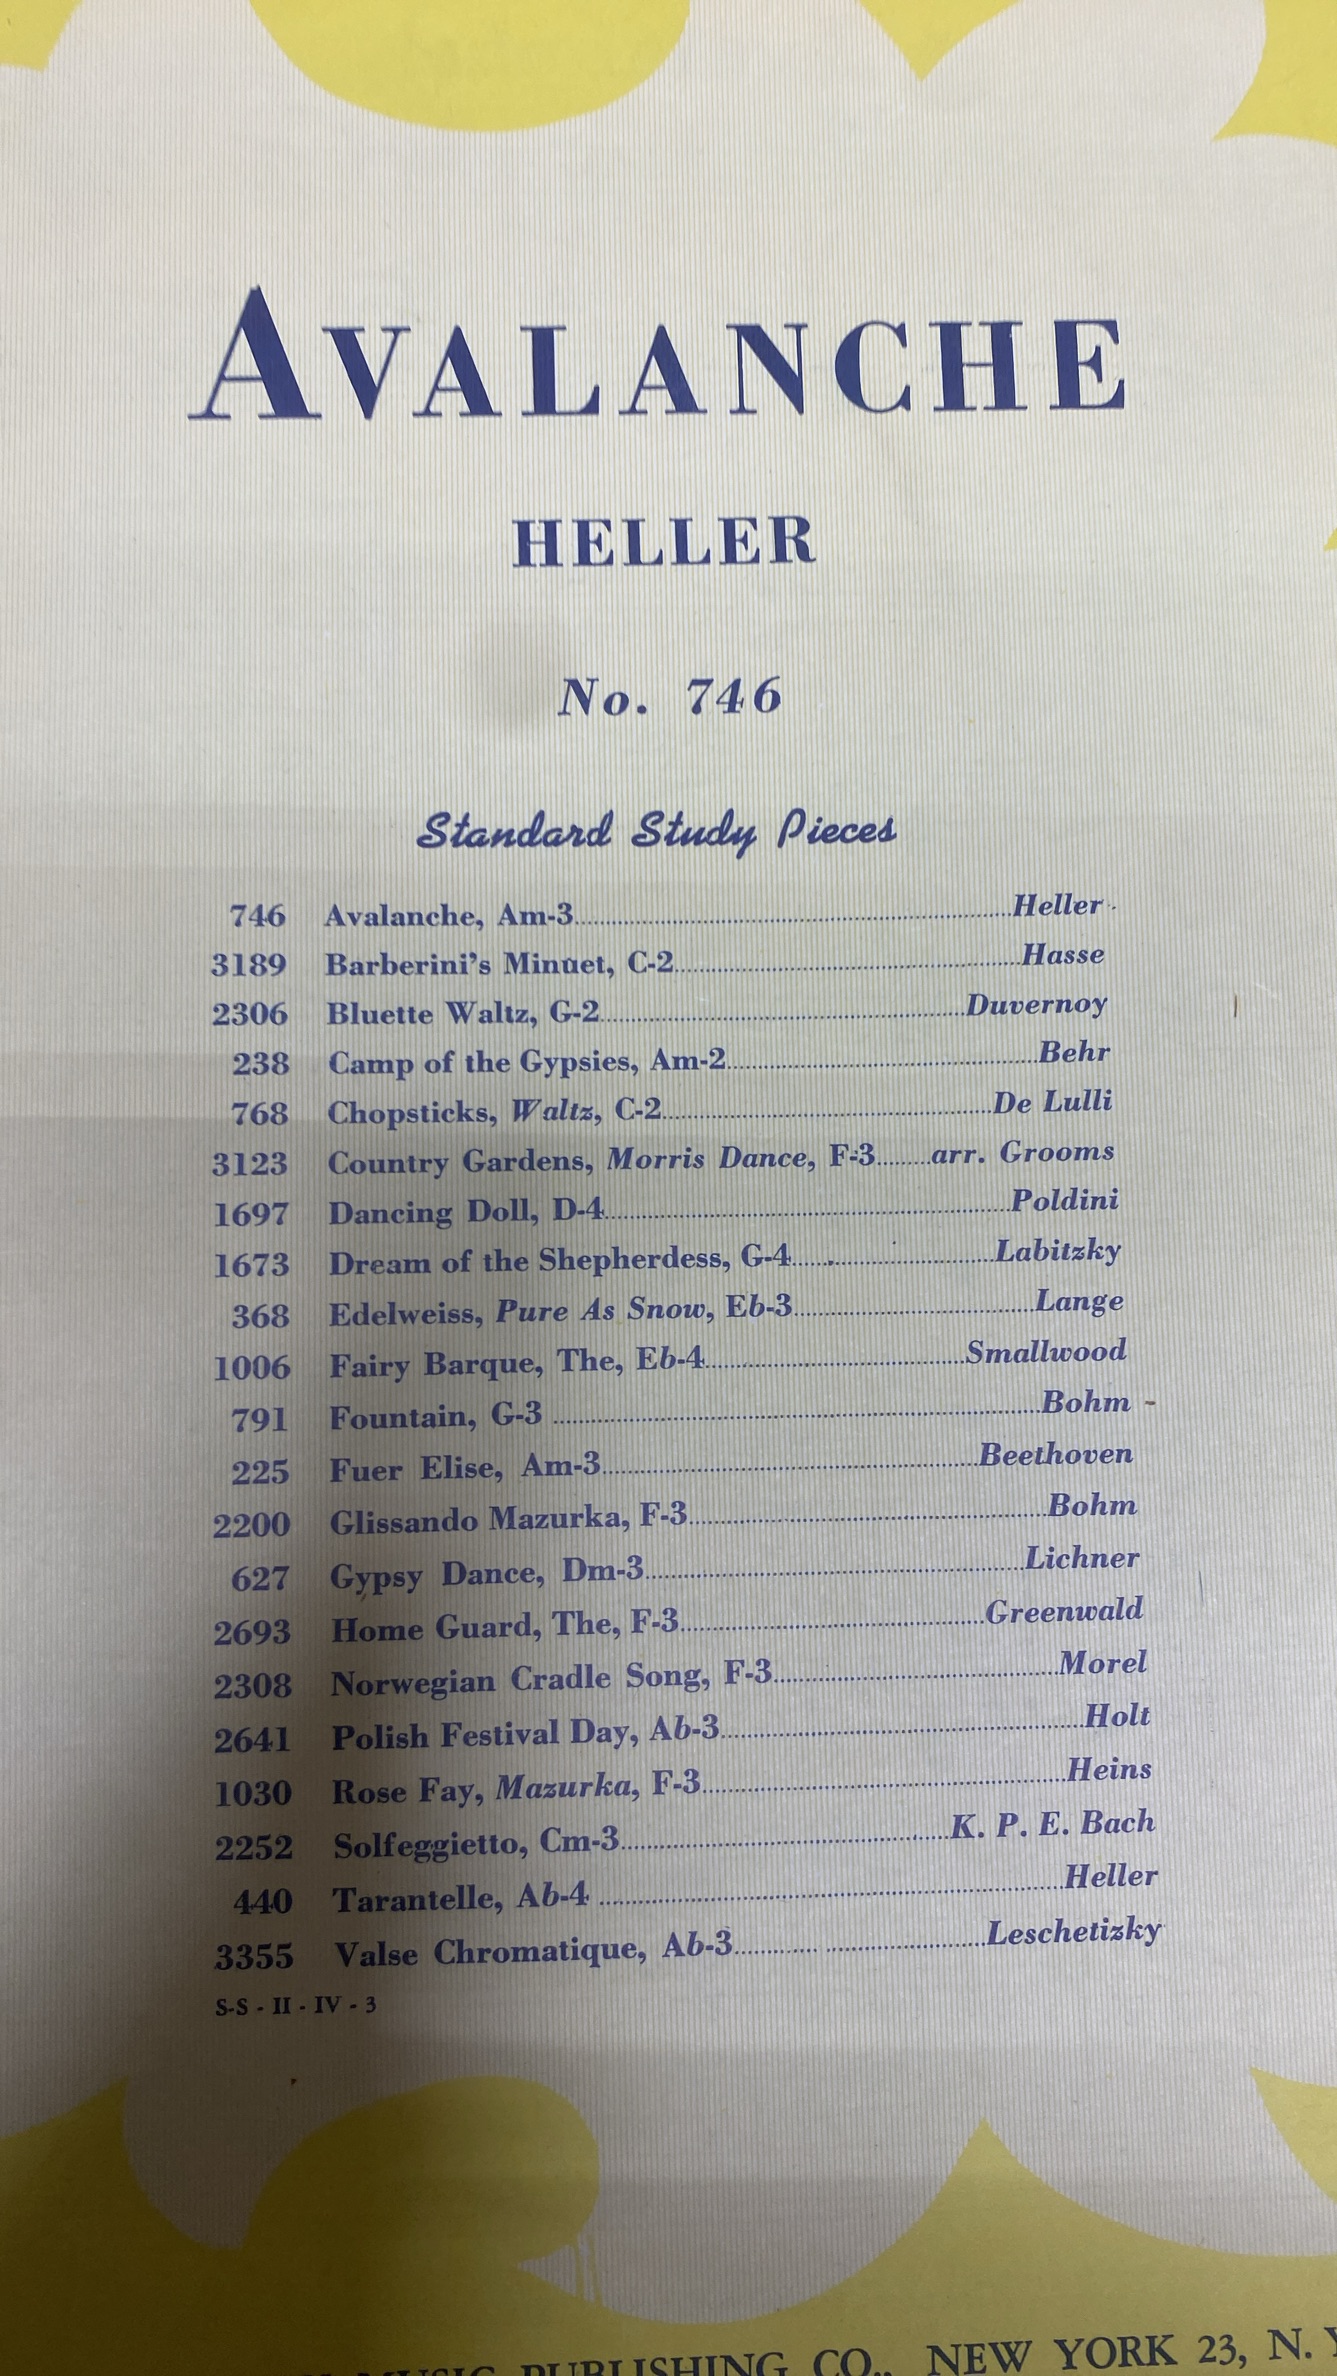 AVALANCHE
HELLER
No. 746
Standard Study Pieces
746 Avalanche, Am-3 Heller
3189 Barberini's Minuet, C-2 Hasse
2306 Bluette Waltz, G-2 Duvernoy
238 Camp of the Gypsies, Am-2 Behr
768 Chopsticks, Waltz, C-2 De Lulli
3123 Country Gardens, Morris Dance, F-3 arr. Grooms
1697 Dancing Doll, D-4 Poldini
1673 Dream of the Shepherdess, G-4 Labitzky
368 Edelweiss, Pure As Snow, Eb-3 Lange
1006 Fairy Barque, The, Eb-4 Smallwood
791 Fountain, G-3 Bohm
225 Fuer Elise, Am-3 Beethoven
2200 Glissando Mazurka, F-3 Bohm
627 Gypsy Dance, Dm-3 Lichner
2693 Home Guard, The, F-3 Greenwald
2308 Norwegian Cradle Song, F-3 Morel
2641 Polish Festival Day, Ab-3 Holt
1030 Rose Fay, Mazurka, F-3 Heins
2252 Solfeggietto, Cm-3 K. P. E. Bach
440 Tarantelle, Ab-4 Heller
3355 Valse Chromatique, Ab-3 Leschetizky
S-S - II - IV - 3
MUSIC PUBLISHING CO., NEW YORK 23, N. Y